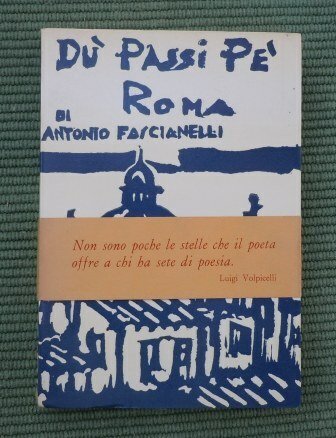 DÙ PASSI PE'
ROMA
DI
ANTONIO FASCIANELLI
Non sono poche le stelle che il poeta
offre a chi ha sete di poesia.
Luigi Volpicelli